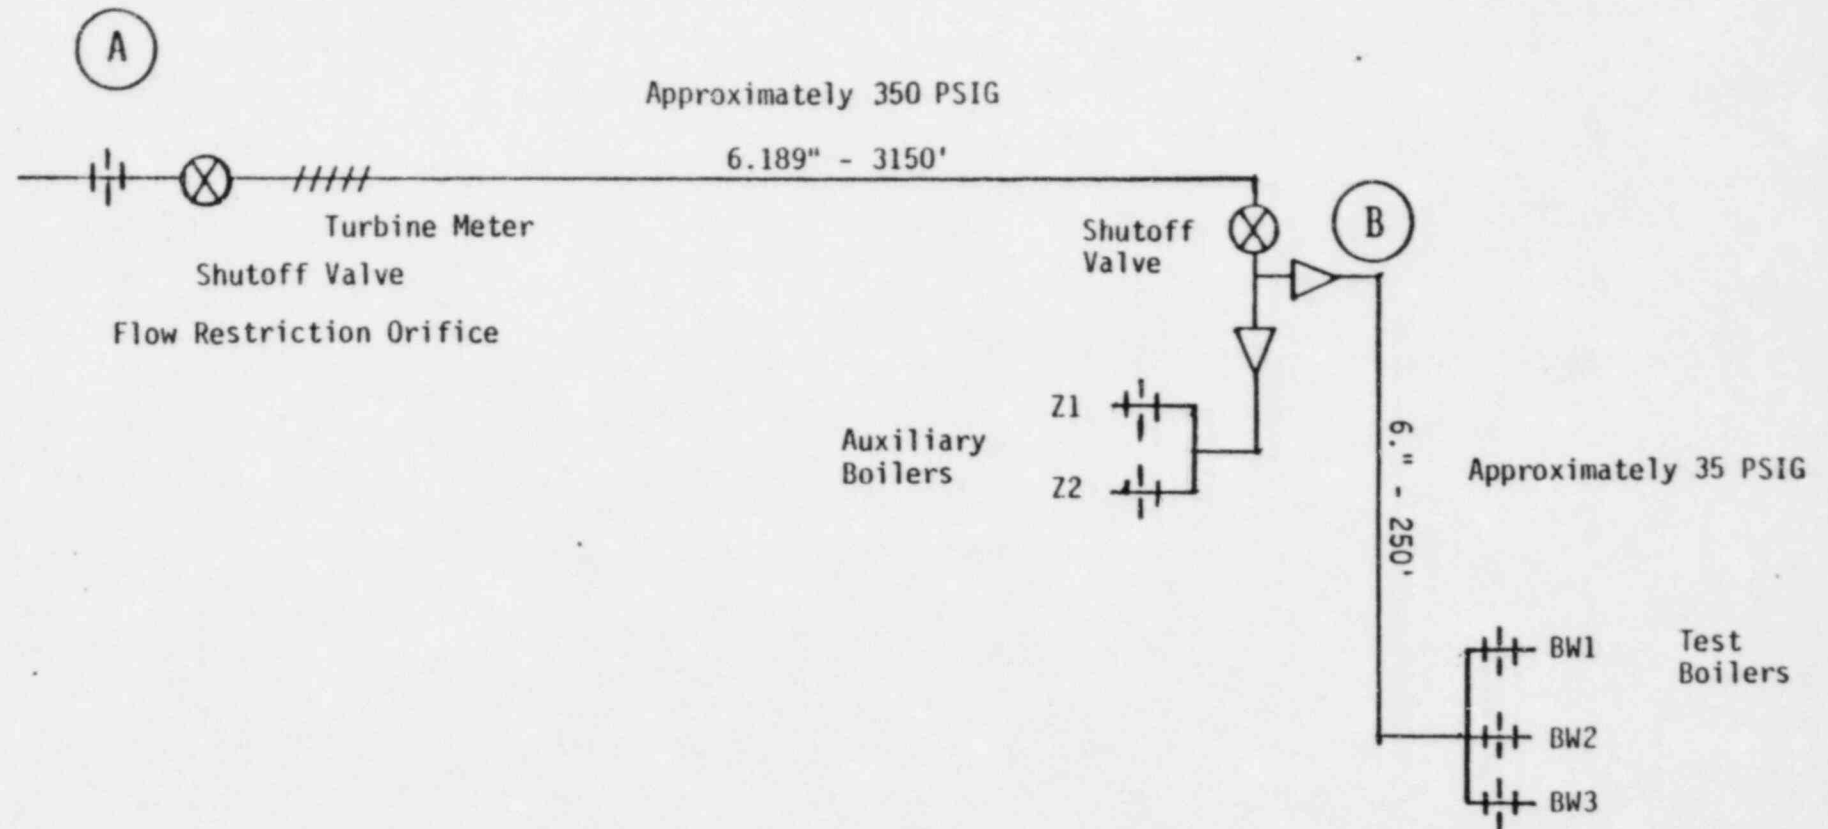 A
Approximately 350 PSIG
6.189" - 3150'
Turbine Meter
Shutoff Valve
Flow Restriction Orifice
Shutoff
Valve
B
Z1
Auxiliary
Boilers
Z2
6." - 250'
Approximately 35 PSIG
BW1
Test
Boilers
BW2
BW3